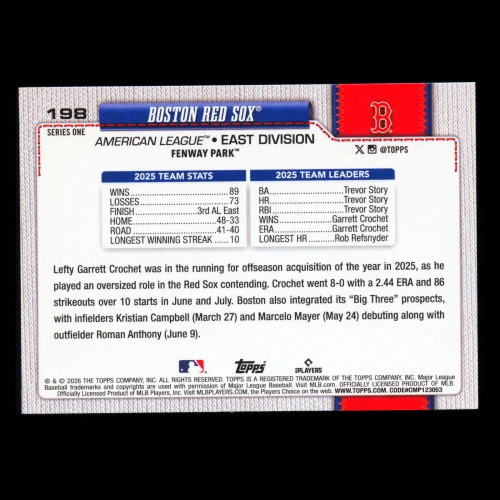 198
SERIES ONE
BOSTON RED SOX®
B
AMERICAN LEAGUE™ • EAST DIVISION
FENWAY PARK™
X @TOPPS
2025 TEAM STATS
WINS 89
LOSSES 73
FINISH 3rd AL East
HOME 48-33
ROAD 41-40
LONGEST WINNING STREAK 10
2025 TEAM LEADERS
BA Trevor Story
HR Trevor Story
RBI Trevor Story
WINS Garrett Crochet
ERA Garrett Crochet
LONGEST HR Rob Refsnyder
Lefty Garrett Crochet was in the running for offseason acquisition of the year in 2025, as he
played an oversized role in the Red Sox contending. Crochet went 8-0 with a 2.44 ERA and 86
strikeouts over 10 starts in June and July. Boston also integrated its "Big Three" prospects,
with infielders Kristian Campbell (March 27) and Marcelo Mayer (May 24) debuting along with
outfielder Roman Anthony (June 9).
Topps
PLAYERS
® & © 2026 THE TOPPS COMPANY, INC. ALL RIGHTS RESERVED. TOPPS IS A REGISTERED TRADEMARK OF THE TOPPS COMPANY, INC. Major League
Baseball trademarks and copyrights are used with permission of Major League Baseball. Visit MLB.com. OFFICIALLY LICENSED PRODUCT OF MLB PLAYERS, INC.
Officially Licensed Product of MLB Players, Inc. Visit MLBPLAYERS.com, the Players Choice on the web. WWW.TOPPS.COM. CODE#CMP123053